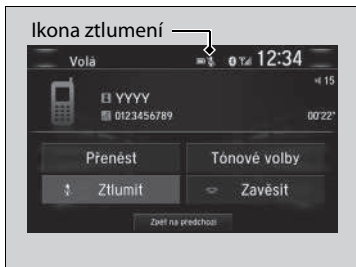 Ikona ztlumení
Volá 12:34
15
YYYY
0123456789 00'22"
Přenést Tónové volby
Ztlumit Zavěsit
Zpět na předchozí